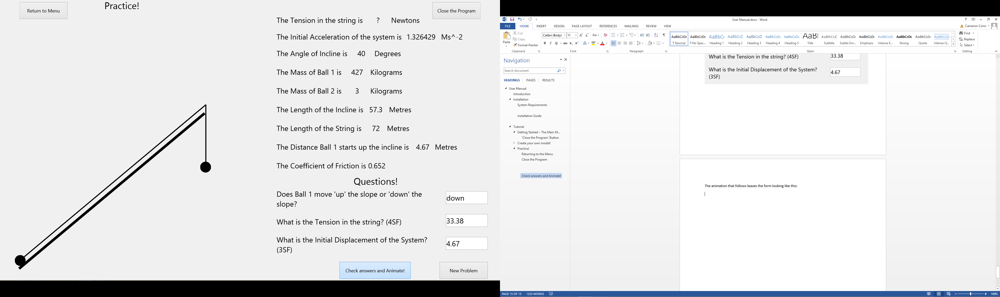 Return to Menu
Practice!
Close the Program
The Tension in the string is ? Newtons
The Initial Acceleration of the system is 1.326429 Ms^-2
The Angle of Incline is 40 Degrees
The Mass of Ball 1 is 427 Kilograms
The Mass of Ball 2 is 3 Kilograms
The Length of the Incline is 57.3 Metres
The Length of the String is 72 Metres
The Distance Ball 1 starts up the incline is 4.67 Metres
The Coefficient of Friction is 0.652
Questions!
Does Ball 1 move 'up' the slope or 'down' the
slope?
down
What is the Tension in the string? (4SF)
33.38
What is the Initial Displacement of the System?
(3SF)
4.67
Check answers and Animate!
New Problem
User Manual.docx - Word
FILE HOME INSERT DESIGN PAGE LAYOUT REFERENCES MAILINGS REVIEW VIEW
Cameron Conn
Paste
Cut
Copy
Format Painter
Clipboard
Calibri (Body) 11
Font
Paragraph
AaBbCcDc AaBbCcDc AaBbCc AaBbCcC AaBbCcD AaBbCcDc AaBbCcDc AaB AaBbCcC AaBbCcDc AaBbCcDc AaBbCcDc AaBbCcDc AaBbCcDc AaBbCcDc
¶ Normal ¶ No Spac... Heading 1 Heading 2 Heading 3 Heading 4 Heading 5 Title Subtitle Subtle Em... Emphasis Intense E... Strong Quote Intense Q...
Styles
Find
Replace
Select
Editing
Navigation
Search document
HEADINGS PAGES RESULTS
User Manual
Introduction
Installation
System Requirements
Installation Guide
Tutorial
Getting Started – The Main M...
'Close the Program' Button
Create your own model!
Practice!
Returning to the Menu
Close the Program
Check answers and Animate!
What is the Tension in the string? (4SF)
33.38
What is the Initial Displacement of the System?
(3SF)
4.67
The animation that follows leaves the form looking like this:
PAGE 15 OF 15 1233 WORDS
100%